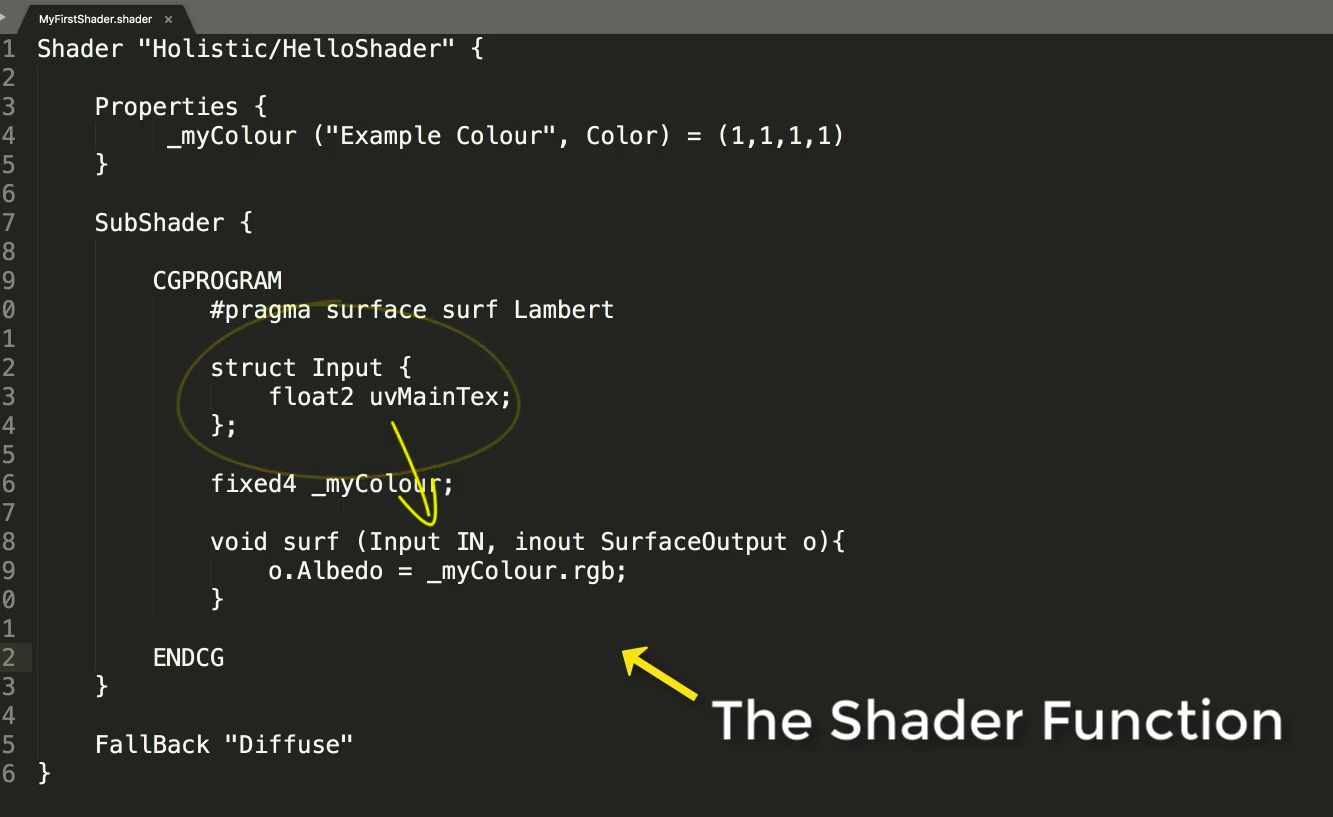 MyFirstShader.shader ×
1 Shader "Holistic/HelloShader" {
2
3 Properties {
4 _myColour ("Example Colour", Color) = (1,1,1,1)
5 }
6
7 SubShader {
8
9 CGPROGRAM
0 #pragma surface surf Lambert
1
2 struct Input {
3 float2 uvMainTex;
4 };
5
6 fixed4 _myColour;
7
8 void surf (Input IN, inout SurfaceOutput o){
9 o.Albedo = _myColour.rgb;
0 }
1
2 ENDCG
3 }
The Shader Function
4
5 FallBack "Diffuse"
6 }